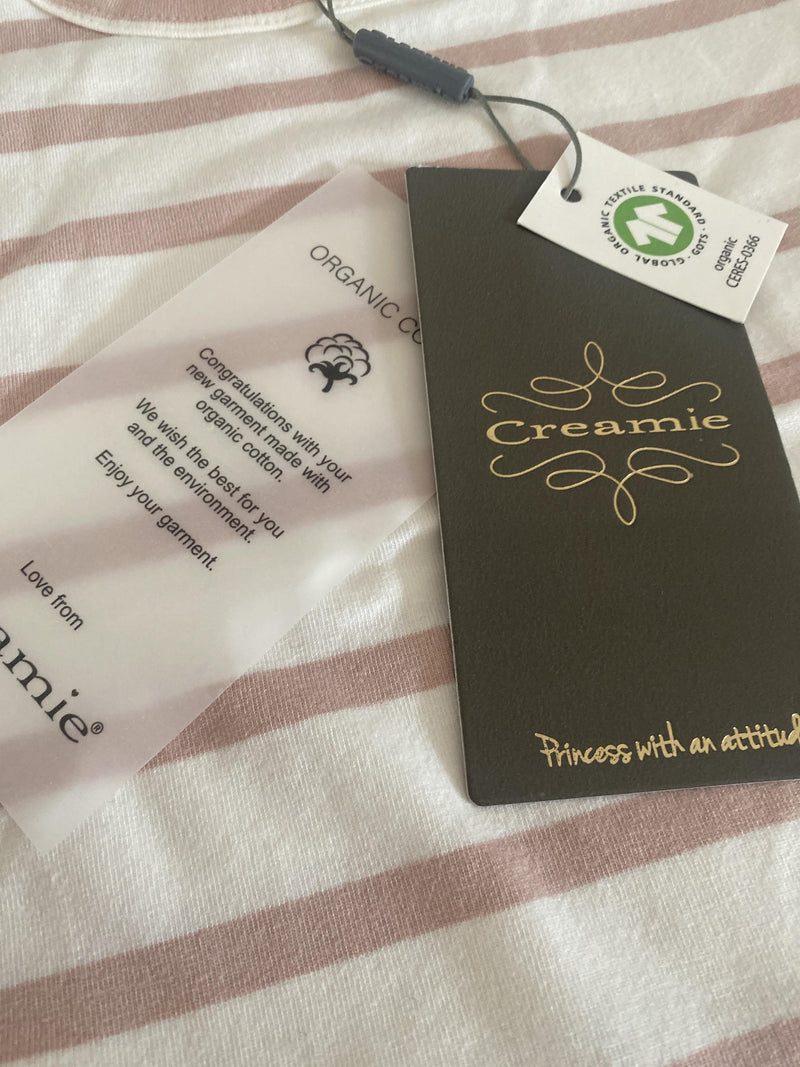 ORGANIC
Congratulations with your
new garment made with
organic cotton.
We wish the best for you
and the environment.
Enjoy your garment.
Love from
amie®
GLOBAL ORGANIC TEXTILE STANDARD · GOTS ·
organic
CERES-0366
Creamie
Princess with an attitud